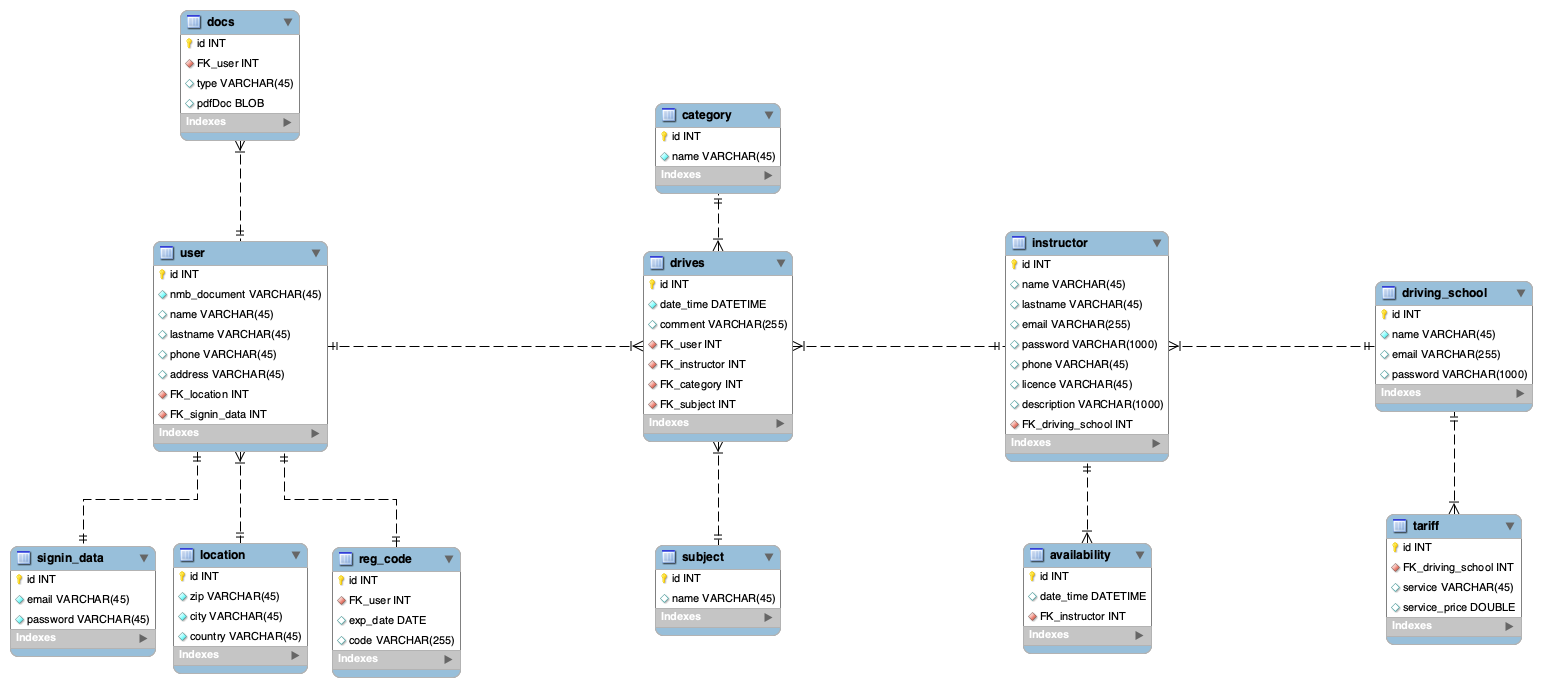 docs
id INT
FK_user INT
type VARCHAR(45)
pdfDoc BLOB
Indexes
category
id INT
name VARCHAR(45)
Indexes
user
id INT
nmb_document VARCHAR(45)
name VARCHAR(45)
lastname VARCHAR(45)
phone VARCHAR(45)
address VARCHAR(45)
FK_location INT
FK_signin_data INT
Indexes
drives
id INT
date_time DATETIME
comment VARCHAR(255)
FK_user INT
FK_instructor INT
FK_category INT
FK_subject INT
Indexes
instructor
id INT
name VARCHAR(45)
lastname VARCHAR(45)
email VARCHAR(255)
password VARCHAR(1000)
phone VARCHAR(45)
licence VARCHAR(45)
description VARCHAR(1000)
FK_driving_school INT
Indexes
driving_school
id INT
name VARCHAR(45)
email VARCHAR(255)
password VARCHAR(1000)
Indexes
signin_data
id INT
email VARCHAR(45)
password VARCHAR(45)
Indexes
location
id INT
zip VARCHAR(45)
city VARCHAR(45)
country VARCHAR(45)
Indexes
reg_code
id INT
FK_user INT
exp_date DATE
code VARCHAR(255)
Indexes
subject
id INT
name VARCHAR(45)
Indexes
availability
id INT
date_time DATETIME
FK_instructor INT
Indexes
tariff
id INT
FK_driving_school INT
service VARCHAR(45)
service_price DOUBLE
Indexes